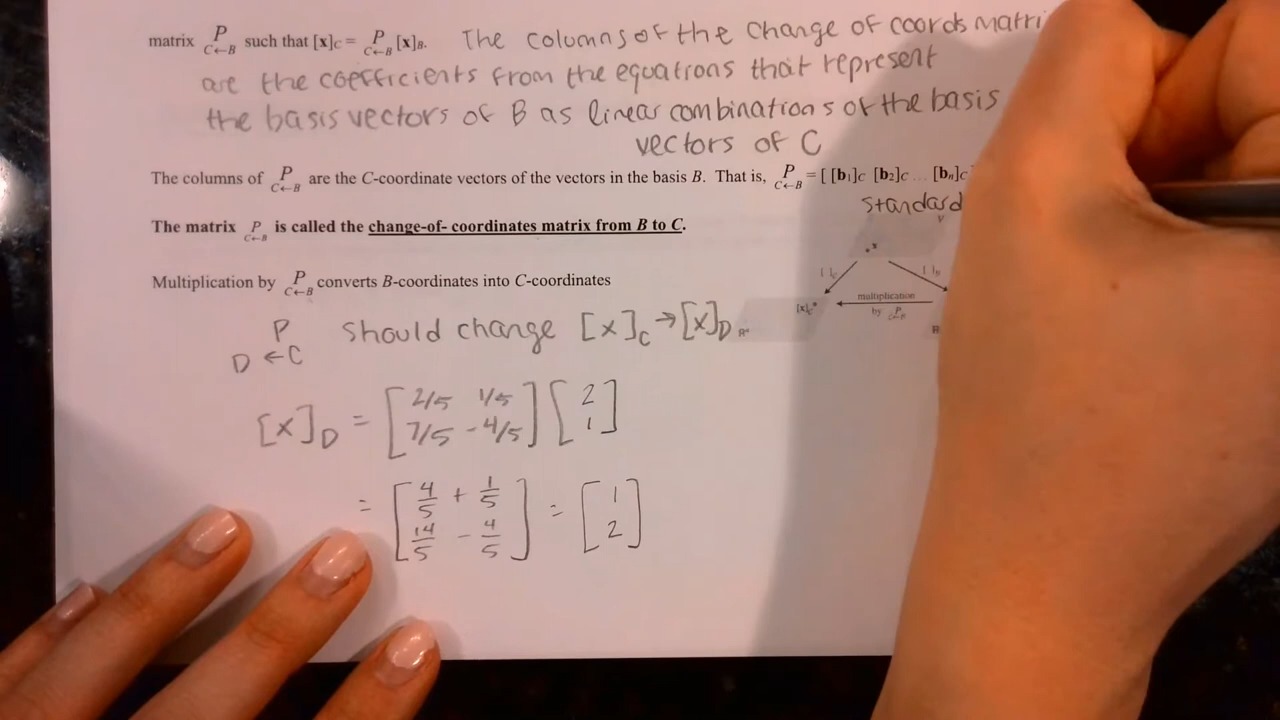 matrix P C←B such that [x]C = P C←B [x]B. The columns of the change of coords matri
are the coefficients from the equations that represent
the basis vectors of B as linear combinations of the basis
vectors of C
The columns of P C←B are the C-coordinate vectors of the vectors in the basis B. That is, P C←B = [ [b1]C [b2]C … [bn]C
standard
The matrix P C←B is called the change-of- coordinates matrix from B to C.
V
x
Multiplication by P C←B converts B-coordinates into C-coordinates
[ ]C [ ]B
[x]C multiplication
by P C←B
P D←C should change [x]C → [x]D
[x]D = [2/5 1/5
7/5 -4/5] [2
1]
= [4/5 + 1/5
14/5 - 4/5] = [1
2]